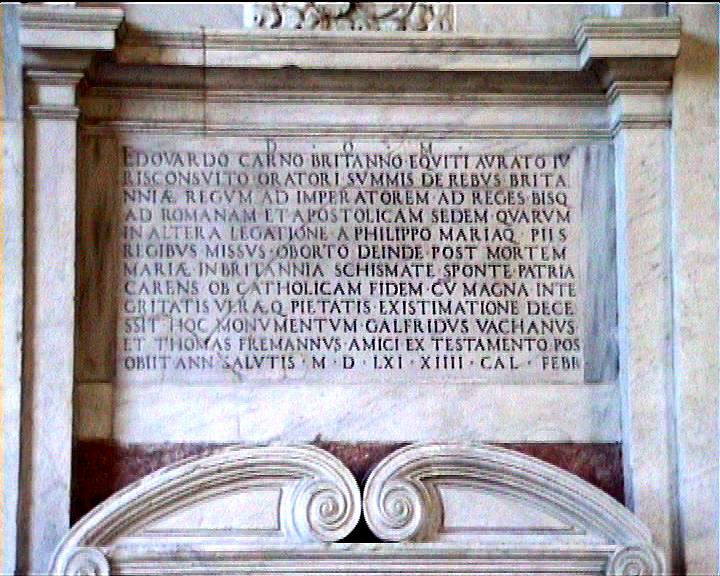 D · O · M ·
EDOVARDO CARNO BRITANNO EQVITI AVRATO IV
RISCONSVLTO ORATORI SVMMIS DE REBVS BRITA
NNIÆ REGVM AD IMPERATOREM AD REGES BISQ
AD ROMANAM ET APOSTOLICAM SEDEM QVARVM
IN ALTERA LEGATIONE A PHILIPPO MARIAQ PIIS
REGIBVS MISSVS OBORTO DEINDE POST MORTEM
MARIÆ IN BRITANNIA SCHISMATE SPONTE PATRIA
CARENS OB CATHOLICAM FIDEM CV MAGNA INTE
GRITATIS VERÆQ PIETATIS EXISTIMATIONE DECE
SSIT HOC MONVMENTVM GALFRIDVS VACHANVS
ET THOMAS FREMANNVS AMICI EX TESTAMENTO POS
OBIIT ANN SALVTIS · M · D · LXI · XIIII · CAL · FEBR